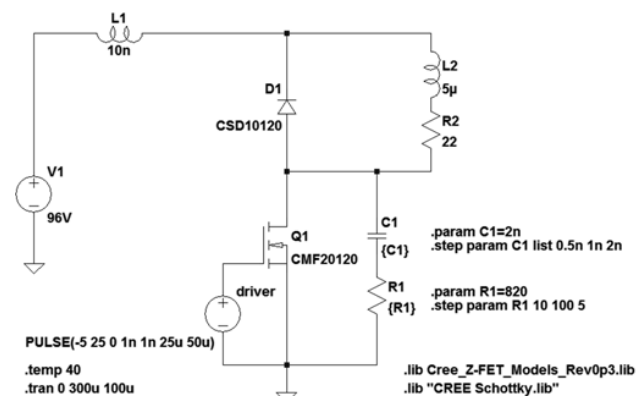 L1
10n
L2
5µ
D1
CSD10120
R2
22
V1
96V
C1
{C1}
.param C1=2n
.step param C1 list 0.5n 1n 2n
Q1
CMF20120
driver
R1
{R1}
.param R1=820
.step param R1 10 100 5
PULSE(-5 25 0 1n 1n 25u 50u)
.temp 40
.tran 0 300u 100u
.lib Cree_Z-FET_Models_Rev0p3.lib
.lib "CREE Schottky.lib"